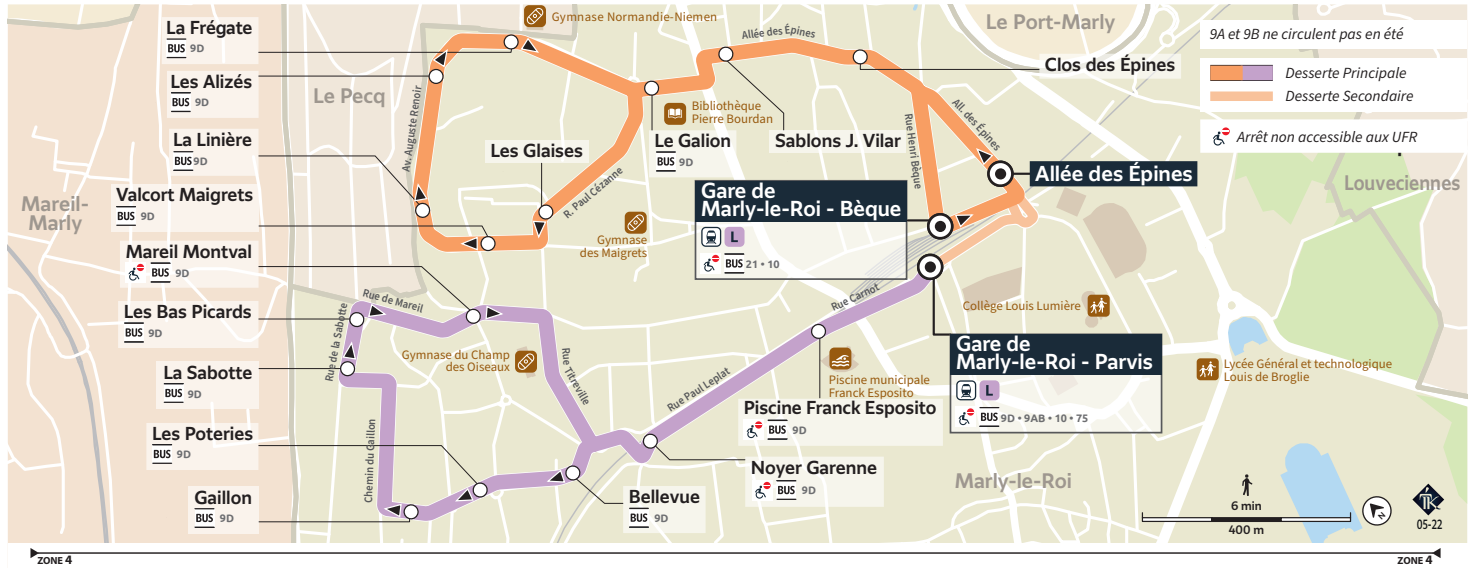 La Frégate
BUS 9D
Les Alizés
BUS 9D
La Linière
BUS 9D
Valcort Maigrets
BUS 9D
Mareil Montval
BUS 9D
Les Bas Picards
BUS 9D
La Sabotte
BUS 9D
Les Poteries
BUS 9D
Gaillon
BUS 9D
Mareil-
Marly
Le Pecq
Gymnase Normandie-Niemen
Av. Auguste Renoir
Les Glaises
R. Paul Cézanne
Bibliothèque
Pierre Bourdan
Le Galion
BUS 9D
Gymnase
des Maigrets
Allée des Épines
Sablons J. Vilar
Clos des Épines
Le Port-Marly
Rue Henri Bèque
All. des Épines
Allée des Épines
Gare de
Marly-le-Roi - Bèque
L
BUS 21 • 10
Rue de Mareil
Rue de la Sabotte
Gymnase du Champ
des Oiseaux
Rue Titreville
Chemin du Gaillon
Rue Carnot
Rue Paul Leplat
Collège Louis Lumière
Gare de
Marly-le-Roi - Parvis
L
BUS 9D • 9AB • 10 • 75
Piscine municipale
Franck Esposito
Piscine Franck Esposito
BUS 9D
Noyer Garenne
BUS 9D
Bellevue
BUS 9D
Marly-le-Roi
Lycée Général et technologique
Louis de Broglie
Louveciennes
9A et 9B ne circulent pas en été
Desserte Principale
Desserte Secondaire
Arrêt non accessible aux UFR
6 min
400 m
TK
05-22
ZONE 4
ZONE 4